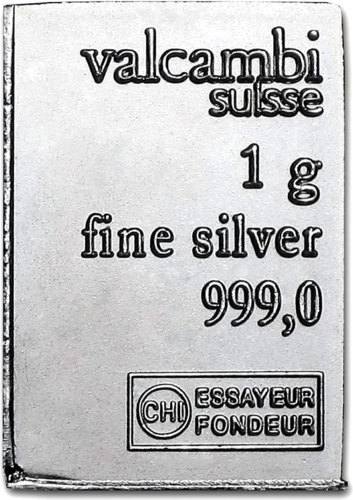 valcambi
suisse
1 g
fine silver
999,0
CHI ESSAYEUR
FONDEUR